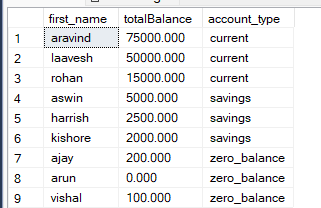 first_name totalBalance account_type
1 aravind 75000.000 current
2 laavesh 50000.000 current
3 rohan 15000.000 current
4 aswin 5000.000 savings
5 harrish 2500.000 savings
6 kishore 2000.000 savings
7 ajay 200.000 zero_balance
8 arun 0.000 zero_balance
9 vishal 100.000 zero_balance